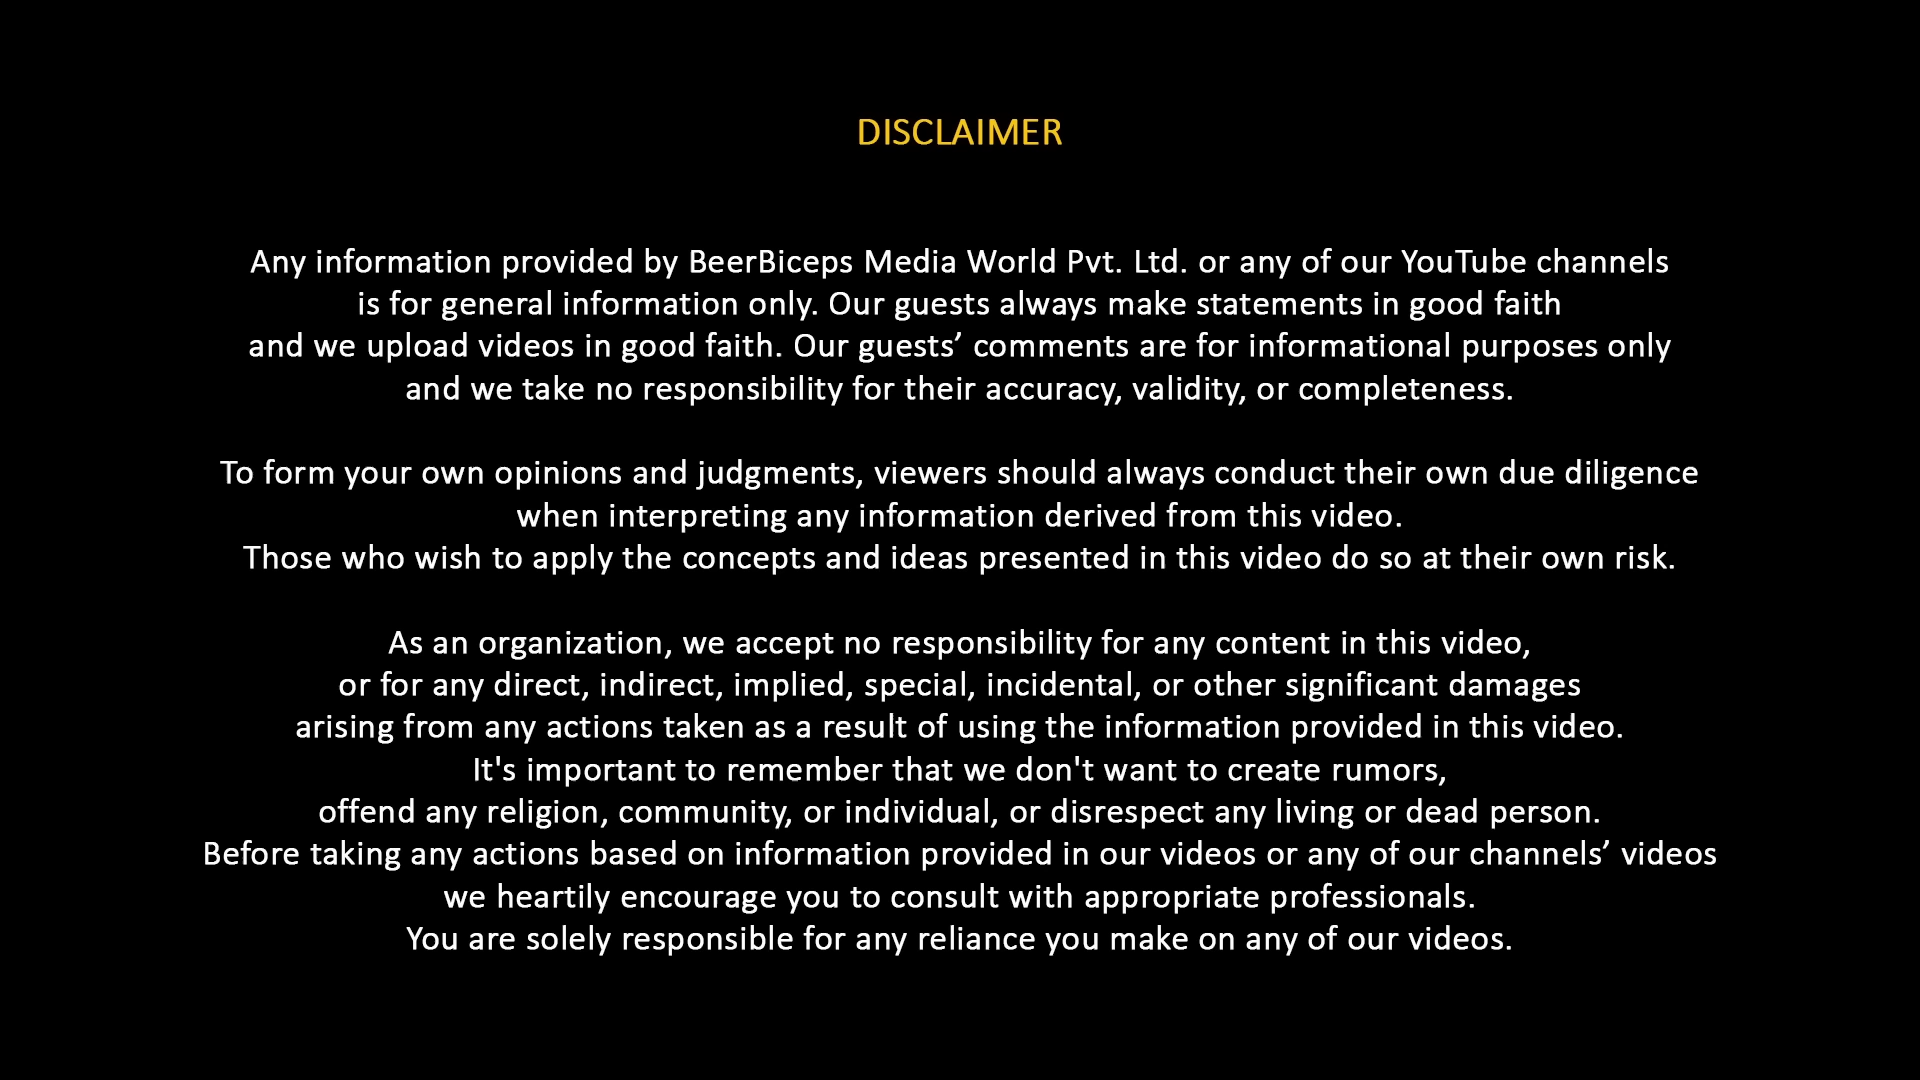 DISCLAIMER
Any information provided by BeerBiceps Media World Pvt. Ltd. or any of our YouTube channels
is for general information only. Our guests always make statements in good faith
and we upload videos in good faith. Our guests’ comments are for informational purposes only
and we take no responsibility for their accuracy, validity, or completeness.
To form your own opinions and judgments, viewers should always conduct their own due diligence
when interpreting any information derived from this video.
Those who wish to apply the concepts and ideas presented in this video do so at their own risk.
As an organization, we accept no responsibility for any content in this video,
or for any direct, indirect, implied, special, incidental, or other significant damages
arising from any actions taken as a result of using the information provided in this video.
It's important to remember that we don't want to create rumors,
offend any religion, community, or individual, or disrespect any living or dead person.
Before taking any actions based on information provided in our videos or any of our channels’ videos
we heartily encourage you to consult with appropriate professionals.
You are solely responsible for any reliance you make on any of our videos.